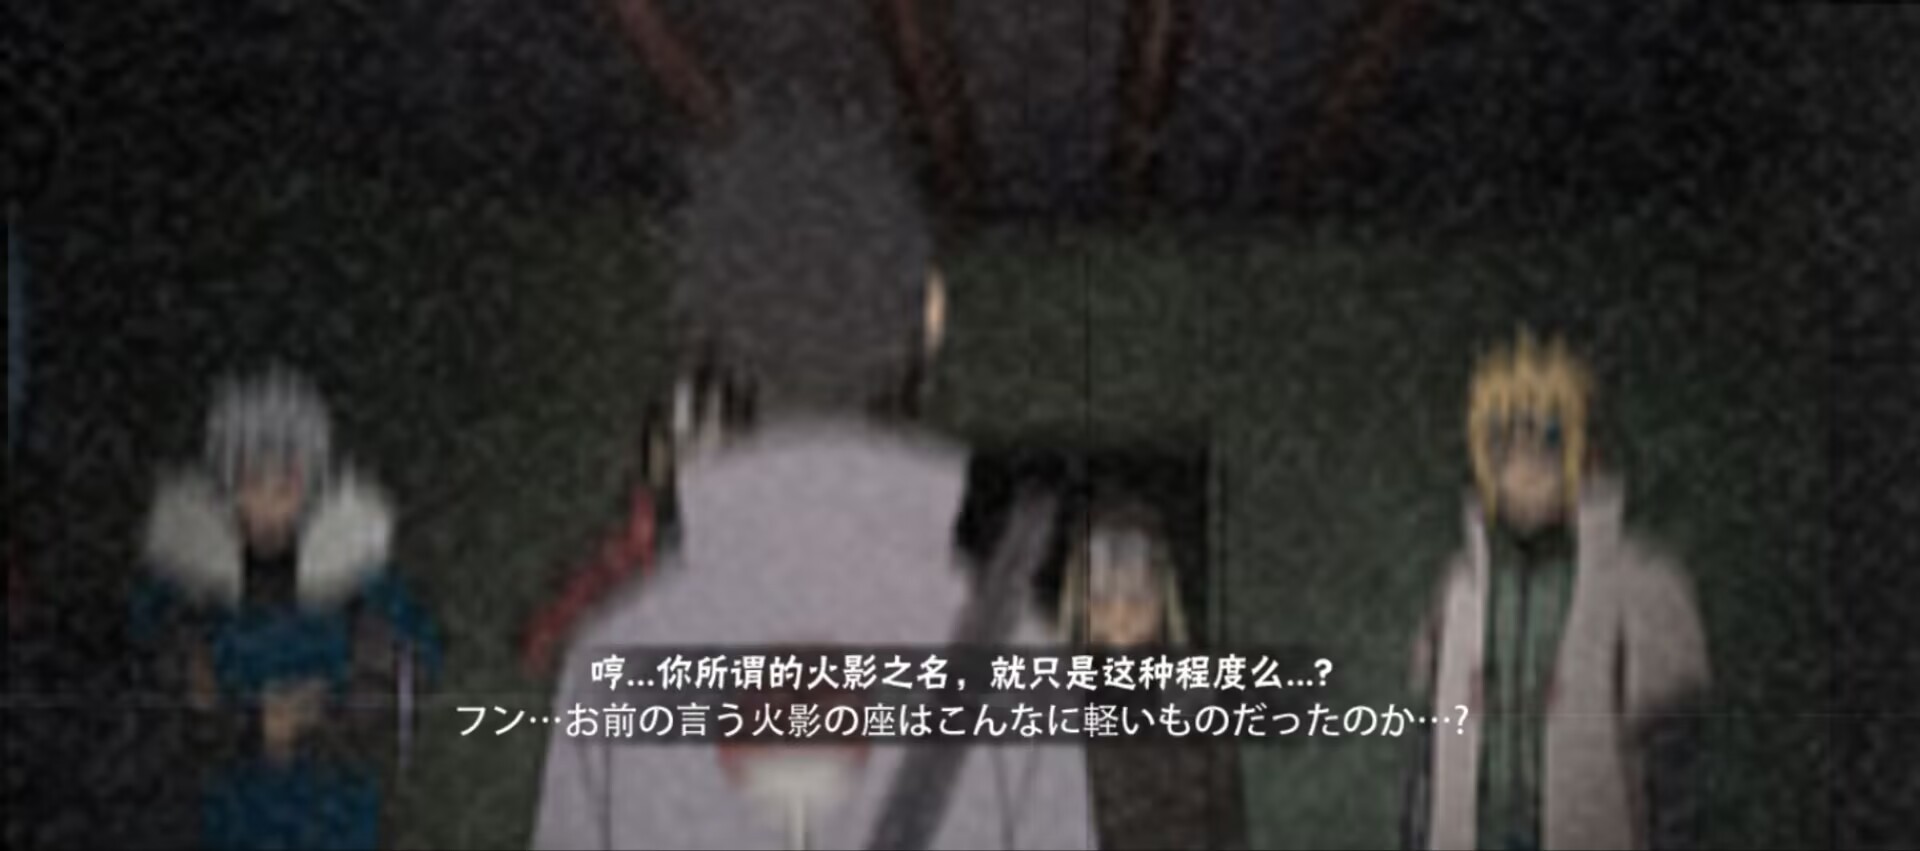 哼...你所谓的火影之名，就只是这种程度么...?
フン…お前の言う火影の座はこんなに軽いものだったのか…?